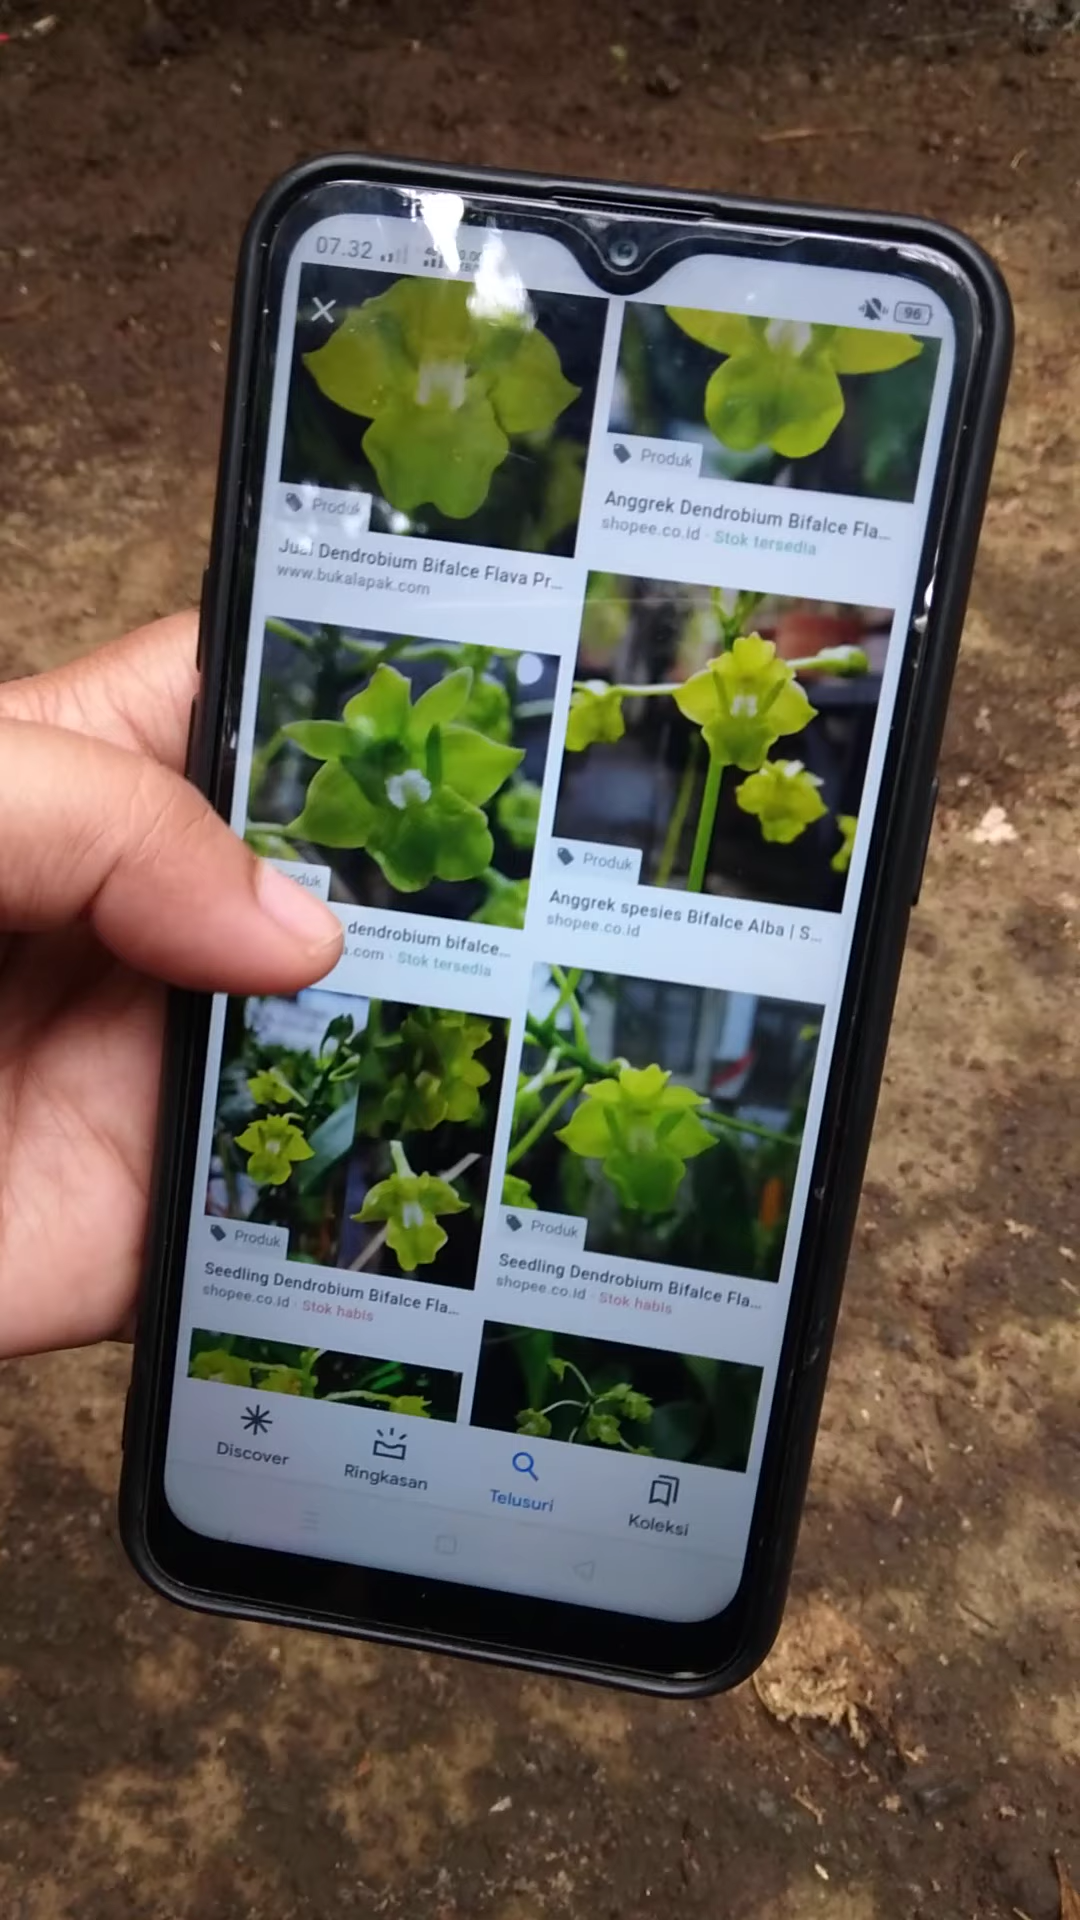 07.32
96
Produk
Jual Dendrobium Bifalce Flava Pr...
www.bukalapak.com
Produk
Anggrek Dendrobium Bifalce Fla...
shopee.co.id · Stok tersedia
dendrobium bifalce...
a.com · Stok tersedia
Produk
Anggrek spesies Bifalce Alba | S...
shopee.co.id
Produk
Seedling Dendrobium Bifalce Fla...
shopee.co.id · Stok habis
Produk
Seedling Dendrobium Bifalce Fla...
shopee.co.id · Stok habis
Discover
Ringkasan
Telusuri
Koleksi